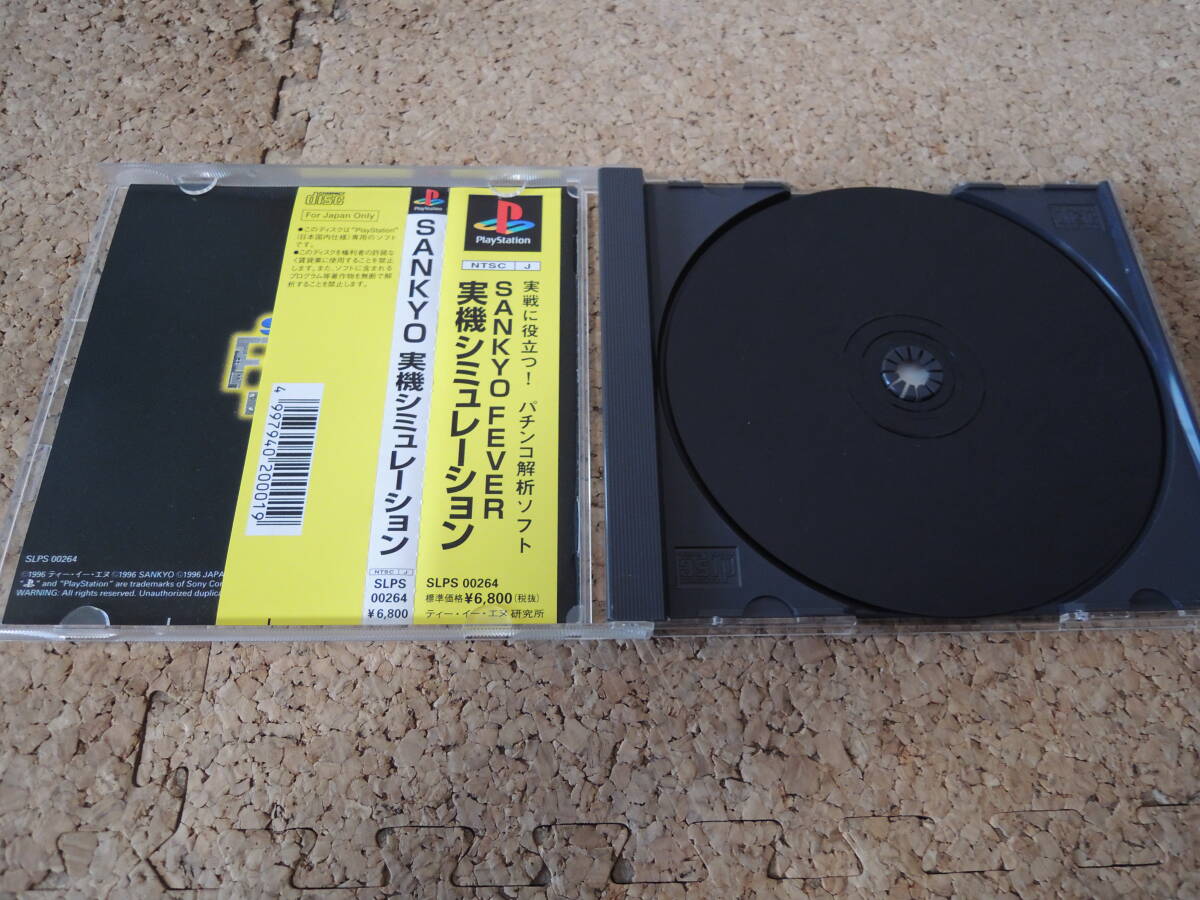 COMPACT
disc
For Japan Only
●このディスクは"PlayStation"
(日本国内仕様)専用のソフト
です。
●このディスクを権利者の許諾な
く賃貸業に使用することを禁止
します。また、ソフトに含まれる
プログラム等著作物を無断で解
析することを禁止します。
4 997940 200019
SLPS 00264
©1996 ティー・イー・エヌ ©1996 SANKYO ©1996 JAPA
" " and "PlayStation" are trademarks of Sony Com
WARNING: All rights reserved. Unauthorized duplica
PlayStation
SANKYO 実機シミュレーション
NTSC J
SLPS
00264
¥6,800
PlayStation
NTSC J
実戦に役立つ! パチンコ解析ソフト
SANKYO FEVER
実機シミュレーション
SLPS 00264
標準価格¥6,800(税抜)
ティー・イー・エヌ研究所